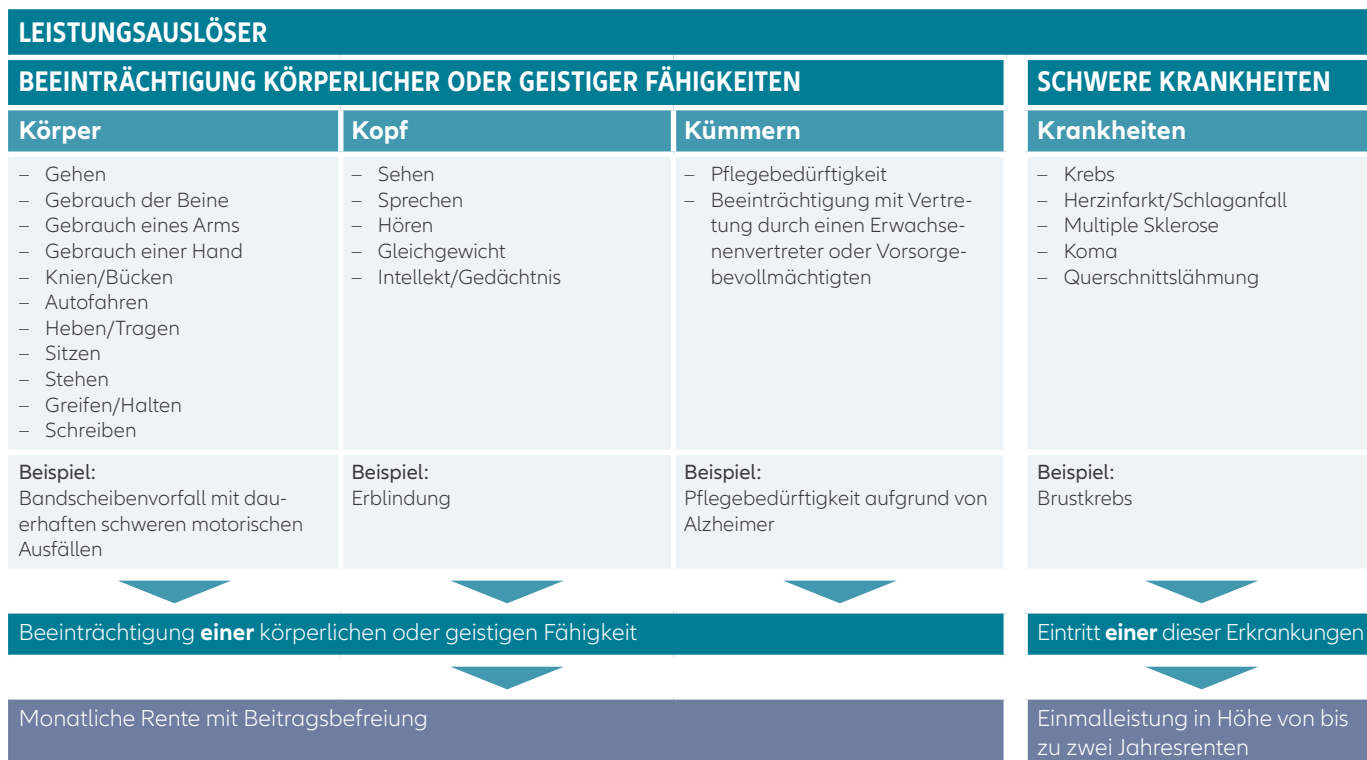 LEISTUNGSAUSLÖSER
BEEINTRÄCHTIGUNG KÖRPERLICHER ODER GEISTIGER FÄHIGKEITEN
Körper
– Gehen
– Gebrauch der Beine
– Gebrauch eines Arms
– Gebrauch einer Hand
– Knien/Bücken
– Autofahren
– Heben/Tragen
– Sitzen
– Stehen
– Greifen/Halten
– Schreiben
Beispiel:
Bandscheibenvorfall mit dau-
erhaften schweren motorischen
Ausfällen
Kopf
– Sehen
– Sprechen
– Hören
– Gleichgewicht
– Intellekt/Gedächtnis
Beispiel:
Erblindung
Kümmern
– Pflegebedürftigkeit
– Beeinträchtigung mit Vertre-
tung durch einen Erwachse-
nenvertreter oder Vorsorge-
bevollmächtigten
Beispiel:
Pflegebedürftigkeit aufgrund von
Alzheimer
Beeinträchtigung einer körperlichen oder geistigen Fähigkeit
Monatliche Rente mit Beitragsbefreiung
SCHWERE KRANKHEITEN
Krankheiten
– Krebs
– Herzinfarkt/Schlaganfall
– Multiple Sklerose
– Koma
– Querschnittslähmung
Beispiel:
Brustkrebs
Eintritt einer dieser Erkrankungen
Einmalleistung in Höhe von bis
zu zwei Jahresrenten